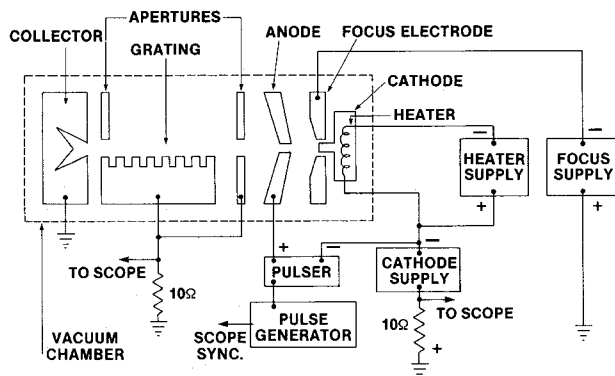 APERTURES
COLLECTOR
GRATING
ANODE
FOCUS ELECTRODE
CATHODE
HEATER
−
−
HEATER
SUPPLY
FOCUS
SUPPLY
+
+
+
−
−
TO SCOPE
PULSER
CATHODE
SUPPLY
10Ω
PULSE
GENERATOR
SCOPE
SYNC.
TO SCOPE
10Ω
+
VACUUM
CHAMBER